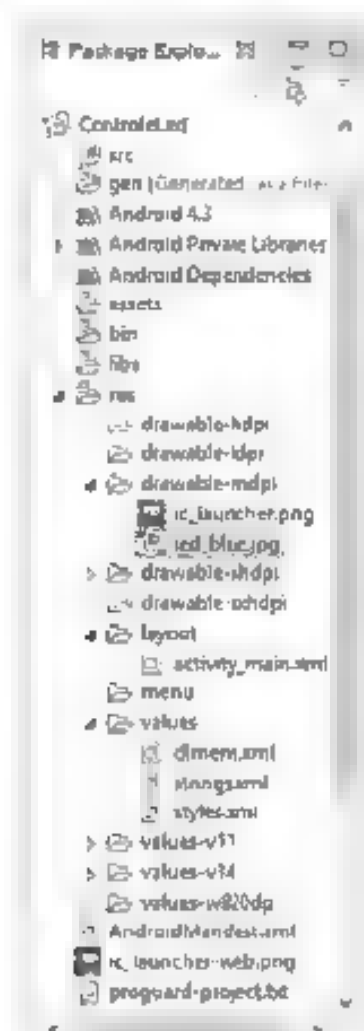 Package Explo...
ControleLed
src
gen [Generated Java Files
Android 4.3
Android Private Libraries
Android Dependencies
assets
bin
libs
res
drawable-hdpi
drawable-ldpi
drawable-mdpi
ic_launcher.png
led_blue.jpg
drawable-xhdpi
drawable-xxhdpi
layout
activity_main.xml
menu
values
dimens.xml
strings.xml
styles.xml
values-v11
values-v14
values-w820dp
AndroidManifest.xml
ic_launcher-web.png
proguard-project.txt